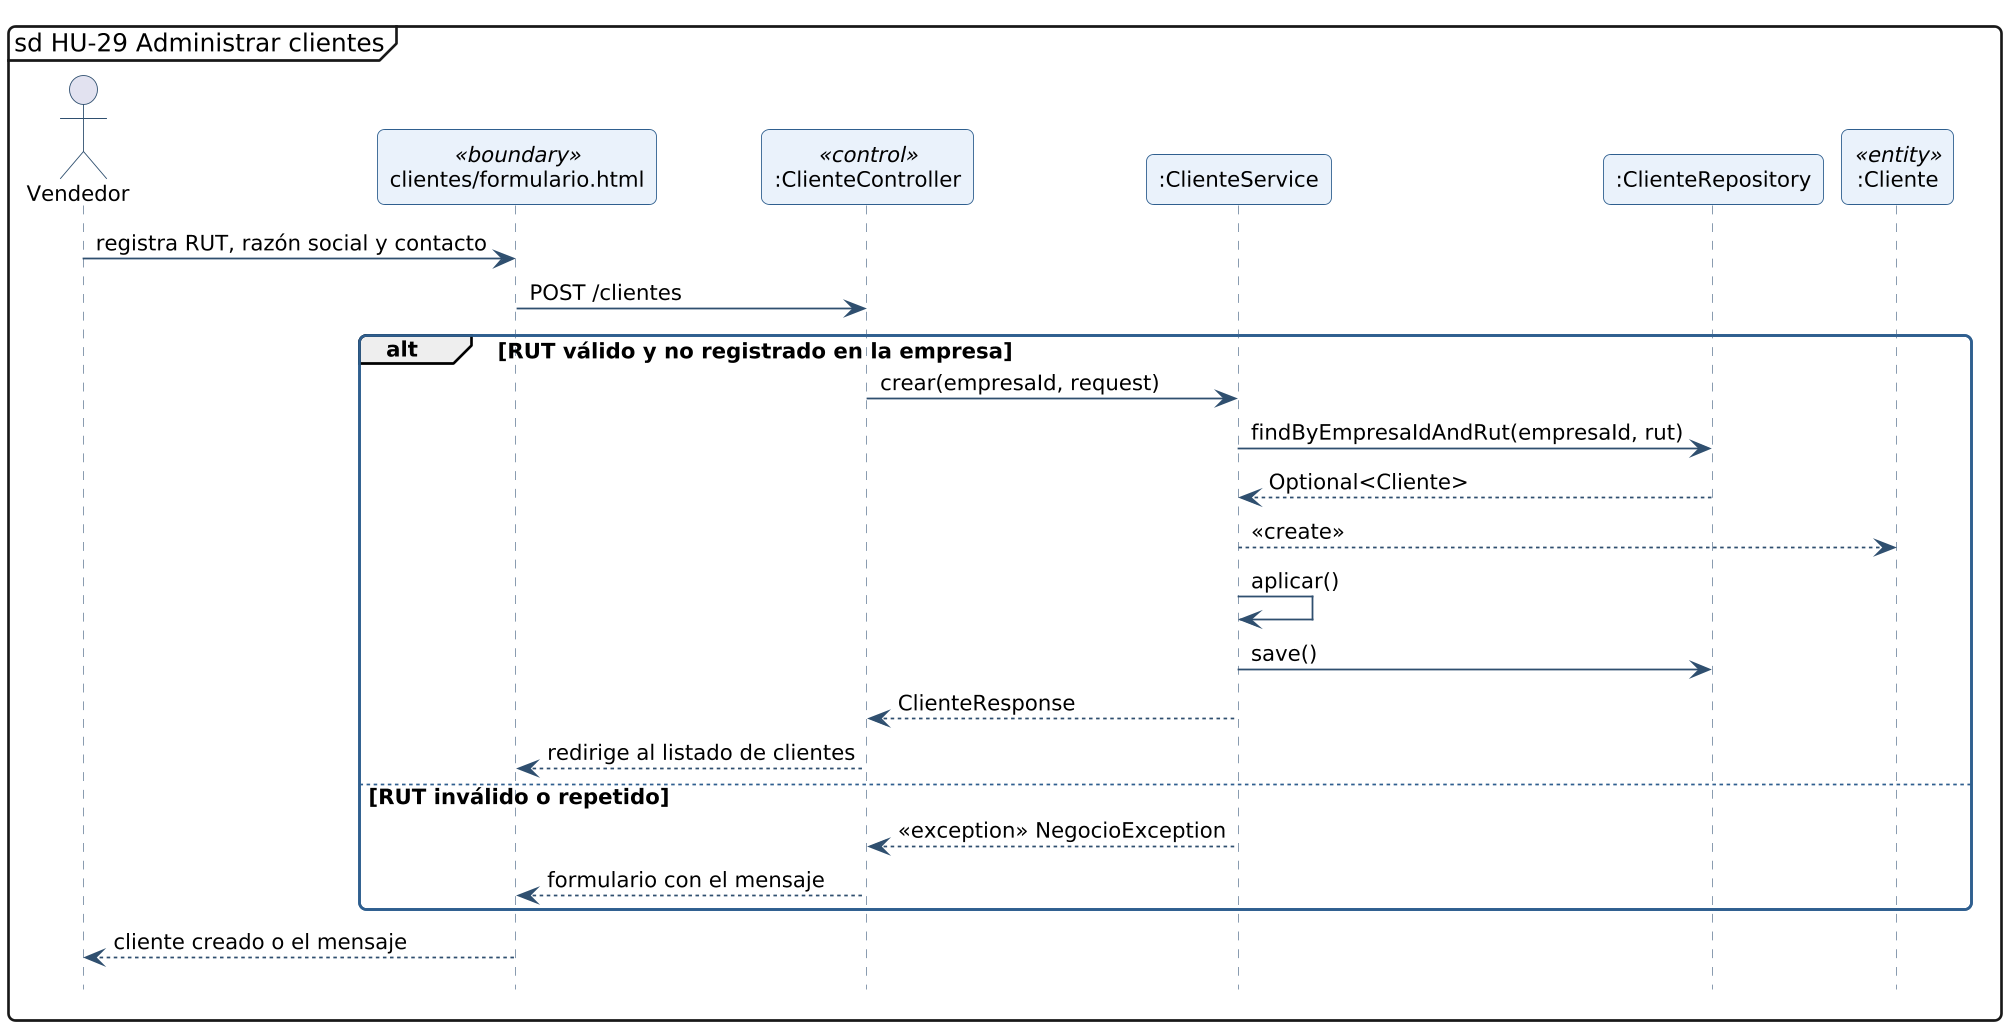 sd HU-29 Administrar clientes
Vendedor
«boundary»
clientes/formulario.html
«control»
:ClienteController
:ClienteService
:ClienteRepository
«entity»
:Cliente
registra RUT, razón social y contacto
POST /clientes
alt
[RUT válido y no registrado en la empresa]
crear(empresaId, request)
findByEmpresaIdAndRut(empresaId, rut)
Optional<Cliente>
«create»
aplicar()
save()
ClienteResponse
redirige al listado de clientes
[RUT inválido o repetido]
«exception» NegocioException
formulario con el mensaje
cliente creado o el mensaje